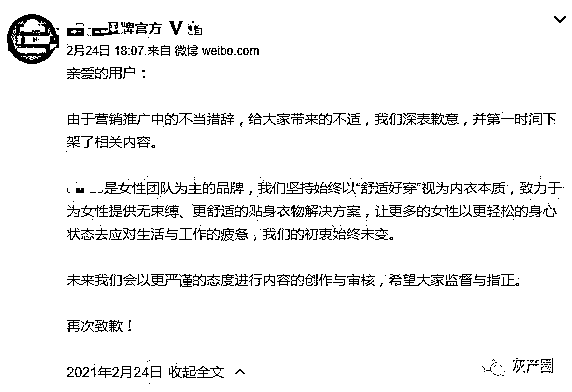 品牌官方 V
2月24日 18:07 来自 微博 weibo.com
亲爱的用户：
由于营销推广中的不当措辞，给大家带来的不适，我们深表歉意，并第一时间下
架了相关内容。
是女性团队为主的品牌，我们坚持始终以“舒适好穿”视为内衣本质，致力于
为女性提供无束缚、更舒适的贴身衣物解决方案，让更多的女性以更轻松的身心
状态去应对生活与工作的疲惫，我们的初衷始终未变。
未来我们会以更严谨的态度进行内容的创作与审核，希望大家监督与指正。
再次致歉！
2021年2月24日 收起全文
灰产圈